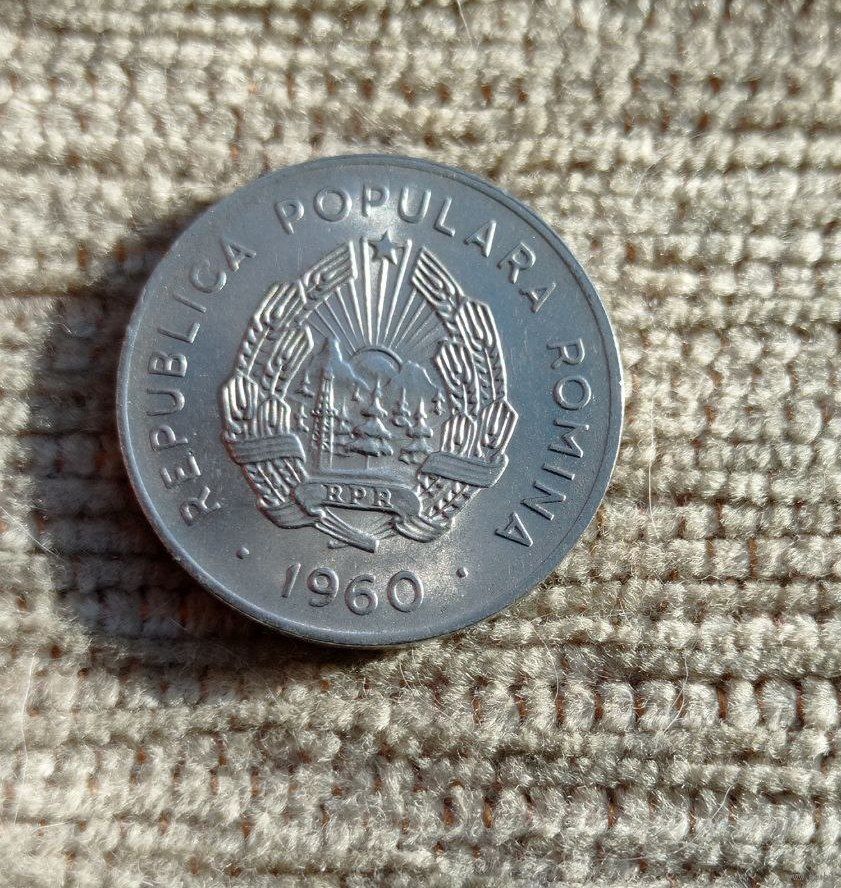 REPUBLICA POPULARA ROMINA
RPR
· 1960 ·